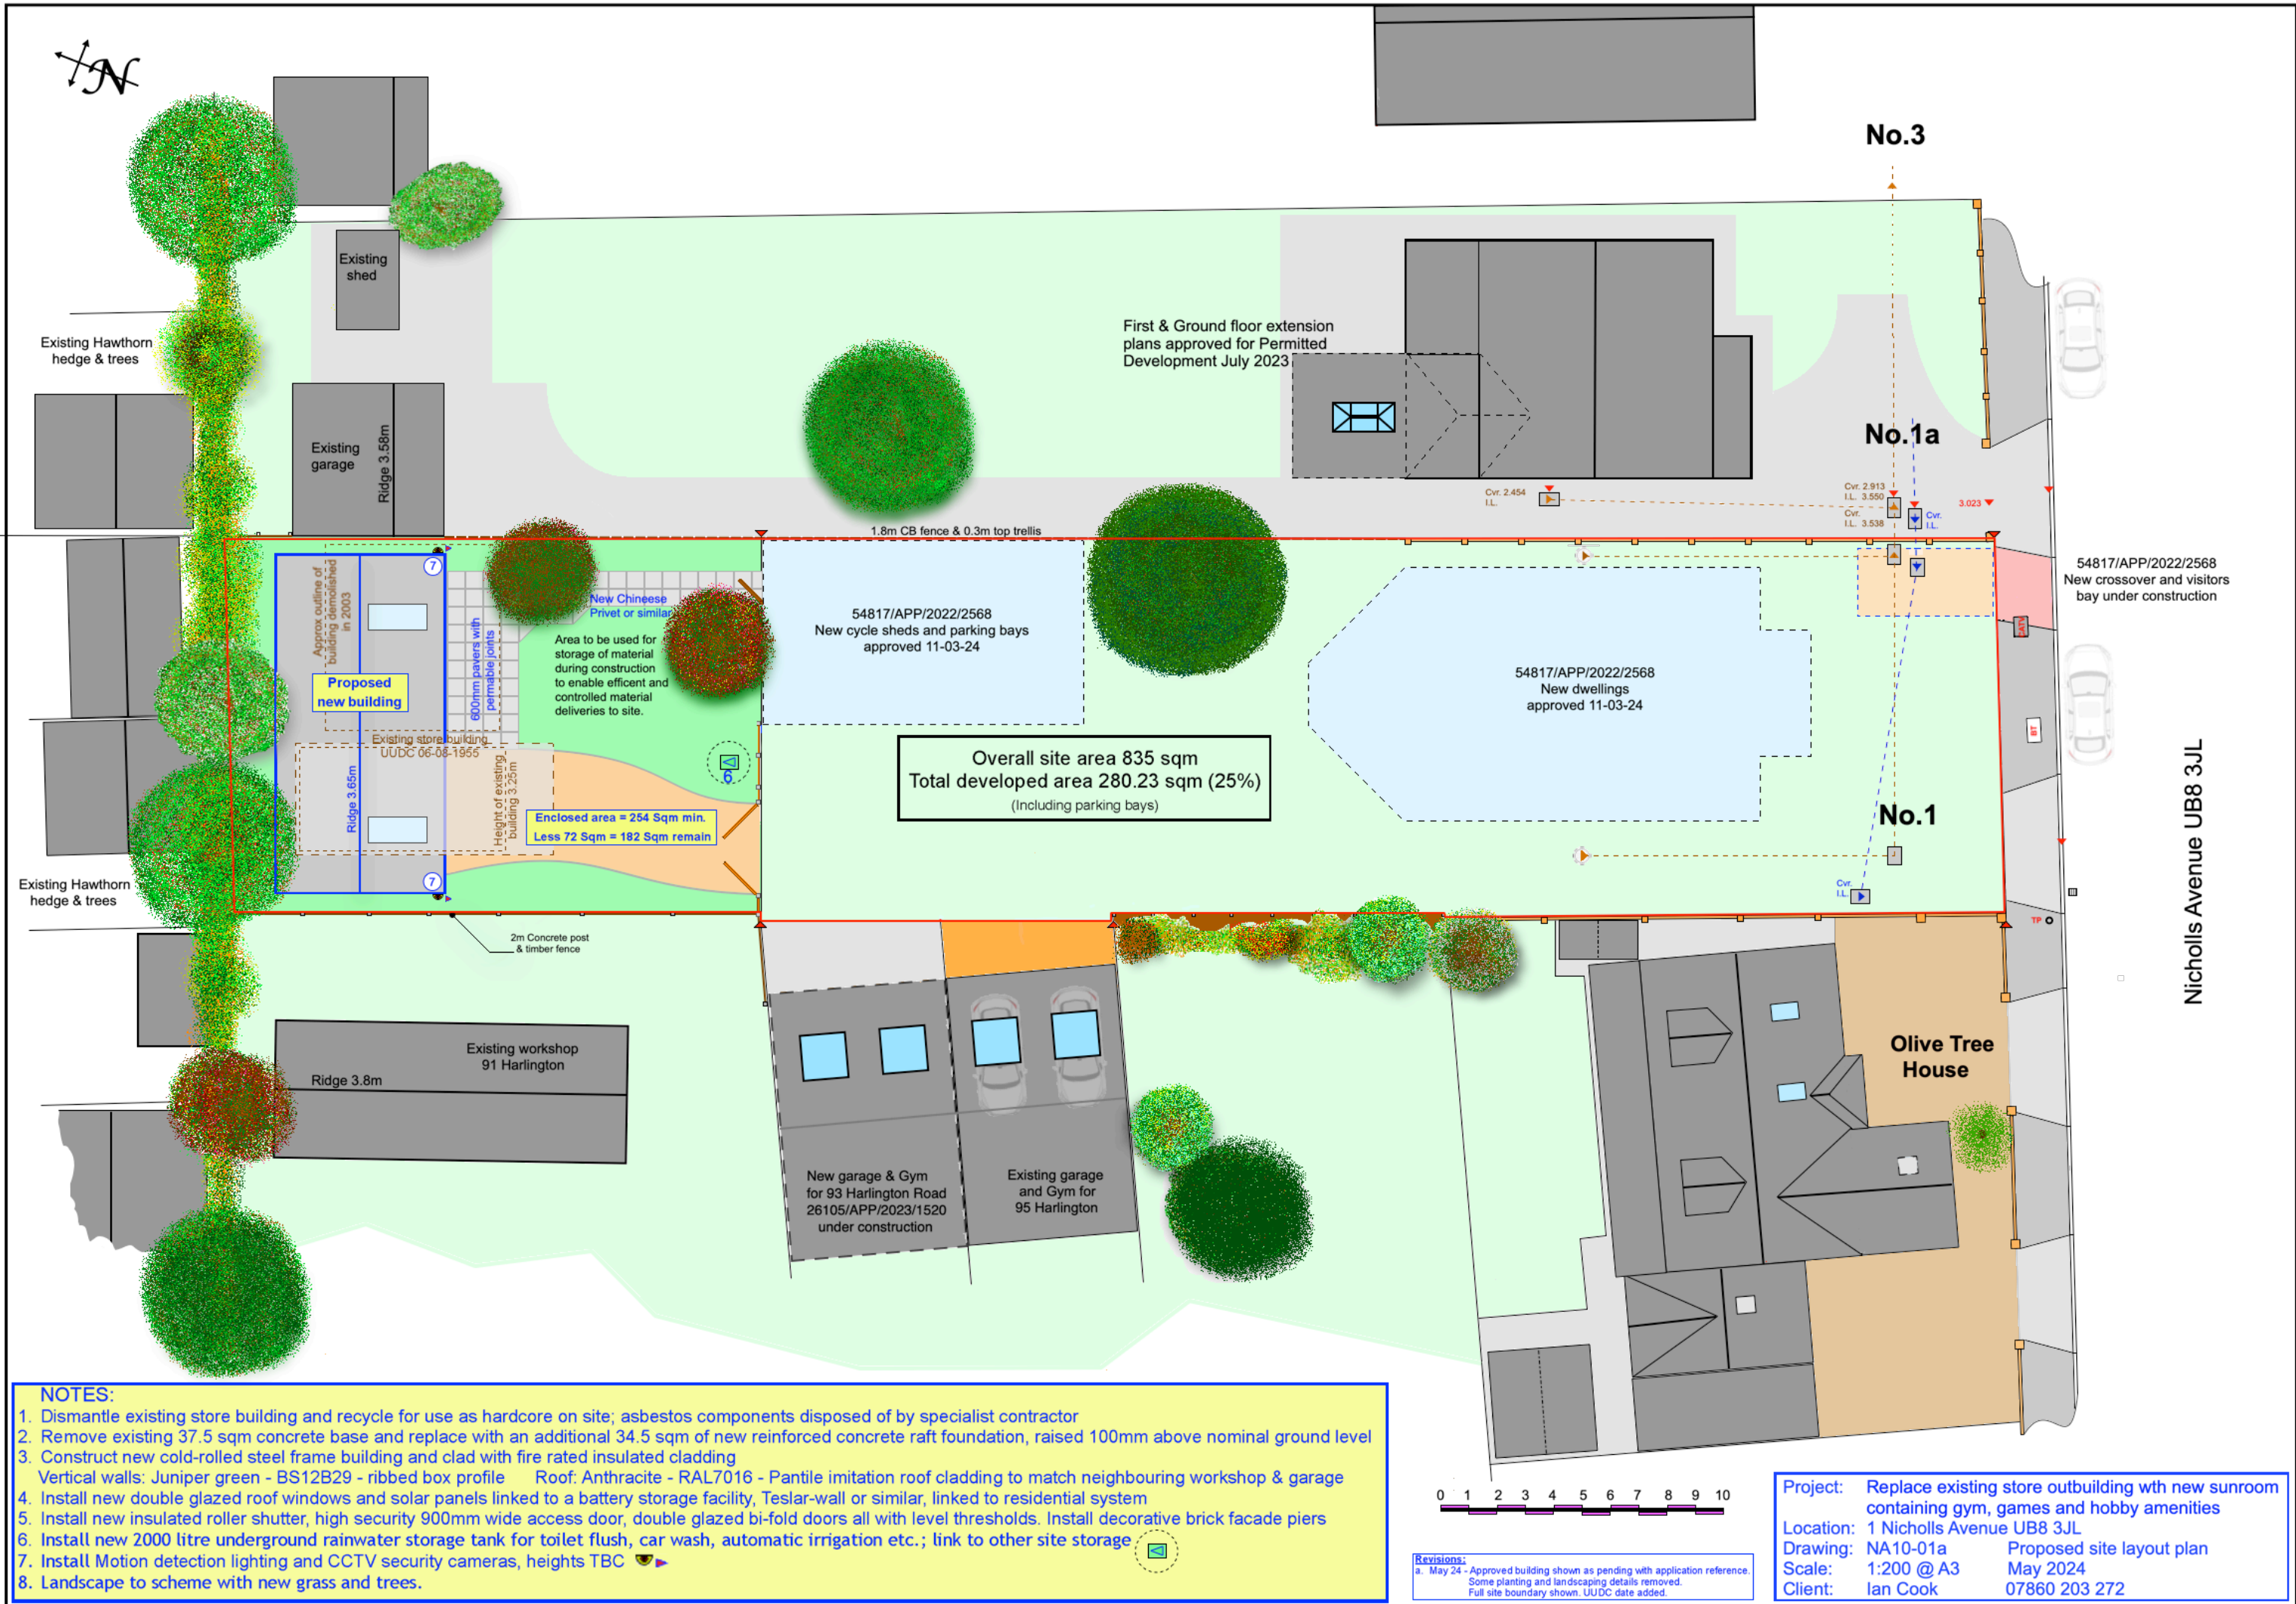 N
No.3
Existing
shed
First & Ground floor extension
plans approved for Permitted
Development July 2023
Existing Hawthorn
hedge & trees
Existing
garage
Ridge 3.58m
No.1a
Cvr. 2.454
I.L.
Cvr. 2.913
I.L. 3.550
Cvr.
I.L. 3.538
Cvr.
I.L.
3.023
1.8m CB fence & 0.3m top trellis
7
Approx outline of
building demolished
in 2003
Proposed
new building
600mm pavers with
permable joints
New Chineese
Privet or similar
Area to be used for
storage of material
during construction
to enable efficent and
controlled material
deliveries to site.
54817/APP/2022/2568
New cycle sheds and parking bays
approved 11-03-24
54817/APP/2022/2568
New dwellings
approved 11-03-24
54817/APP/2022/2568
New crossover and visitors
bay under construction
CATV
BT
Existing store building
UUDC 06-08-1955
Ridge 3.65m
Height of existing
building 3.25m
6
Enclosed area = 254 Sqm min.
Less 72 Sqm = 182 Sqm remain
Overall site area 835 sqm
Total developed area 280.23 sqm (25%)
(Including parking bays)
No.1
Cvr.
I.L.
7
TP
Nicholls Avenue UB8 3JL
Existing Hawthorn
hedge & trees
2m Concrete post
& timber fence
Existing workshop
91 Harlington
Ridge 3.8m
New garage & Gym
for 93 Harlington Road
26105/APP/2023/1520
under construction
Existing garage
and Gym for
95 Harlington
Olive Tree
House
NOTES:
1. Dismantle existing store building and recycle for use as hardcore on site; asbestos components disposed of by specialist contractor
2. Remove existing 37.5 sqm concrete base and replace with an additional 34.5 sqm of new reinforced concrete raft foundation, raised 100mm above nominal ground level
3. Construct new cold-rolled steel frame building and clad with fire rated insulated cladding
Vertical walls: Juniper green - BS12B29 - ribbed box profile Roof: Anthracite - RAL7016 - Pantile imitation roof cladding to match neighbouring workshop & garage
4. Install new double glazed roof windows and solar panels linked to a battery storage facility, Teslar-wall or similar, linked to residential system
5. Install new insulated roller shutter, high security 900mm wide access door, double glazed bi-fold doors all with level thresholds. Install decorative brick facade piers
6. Install new 2000 litre underground rainwater storage tank for toilet flush, car wash, automatic irrigation etc.; link to other site storage
7. Install Motion detection lighting and CCTV security cameras, heights TBC
8. Landscape to scheme with new grass and trees.
0 1 2 3 4 5 6 7 8 9 10
Revisions:
a. May 24 - Approved building shown as pending with application reference.
Some planting and landscaping details removed.
Full site boundary shown. UUDC date added.
Project: Replace existing store outbuilding wth new sunroom
containing gym, games and hobby amenities
Location: 1 Nicholls Avenue UB8 3JL
Drawing: NA10-01a Proposed site layout plan
Scale: 1:200 @ A3 May 2024
Client: Ian Cook 07860 203 272